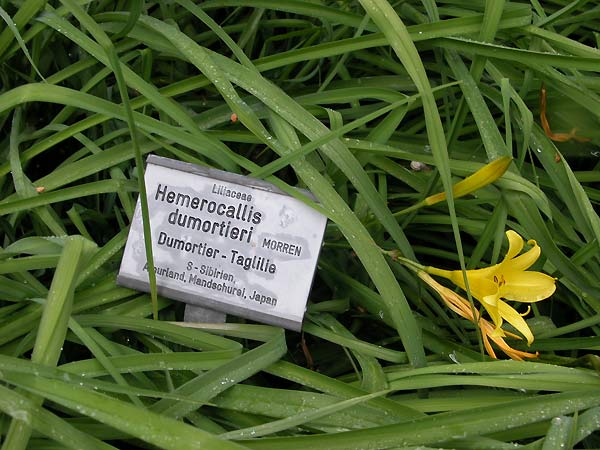 Liliaceae
Hemerocallis
dumortieri MORREN
Dumortier - Taglilie
S - Sibirien,
Amurland, Mandschurei, Japan